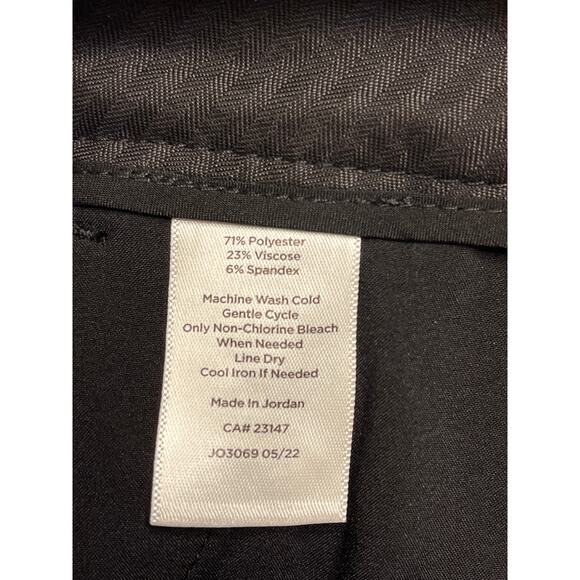 71% Polyester
23% Viscose
6% Spandex
Machine Wash Cold
Gentle Cycle
Only Non-Chlorine Bleach
When Needed
Line Dry
Cool Iron If Needed
Made In Jordan
CA# 23147
JO3069 05/22